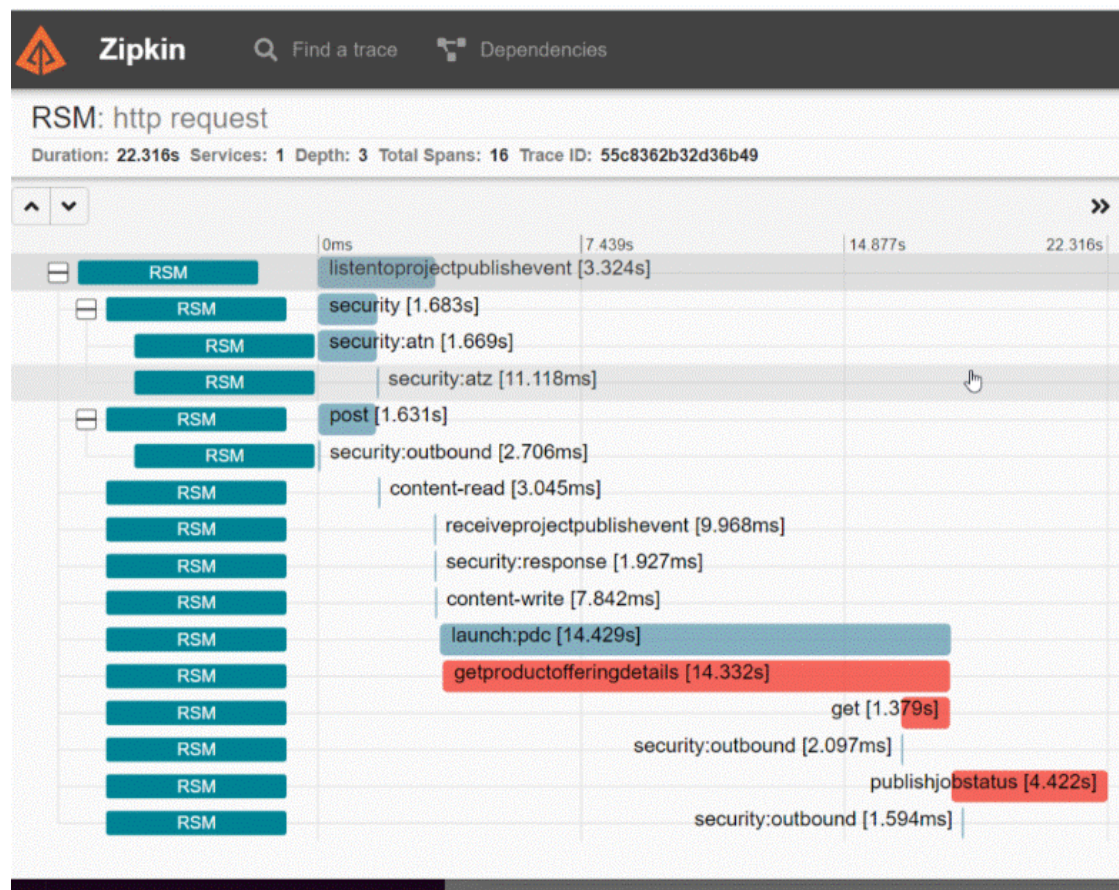 Zipkin Find a trace Dependencies
RSM: http request
Duration: 22.316s Services: 1 Depth: 3 Total Spans: 16 Trace ID: 55c8362b32d36b49
0ms 7.439s 14.877s 22.316s
RSM listentoprojectpublishevent [3.324s]
RSM security [1.683s]
RSM security:atn [1.669s]
RSM security:atz [11.118ms]
RSM post [1.631s]
RSM security:outbound [2.706ms]
RSM content-read [3.045ms]
RSM receiveprojectpublishevent [9.968ms]
RSM security:response [1.927ms]
RSM content-write [7.842ms]
RSM launch:pdc [14.429s]
RSM getproductofferingdetails [14.332s]
RSM get [1.379s]
RSM security:outbound [2.097ms]
RSM publishjobstatus [4.422s]
RSM security:outbound [1.594ms]